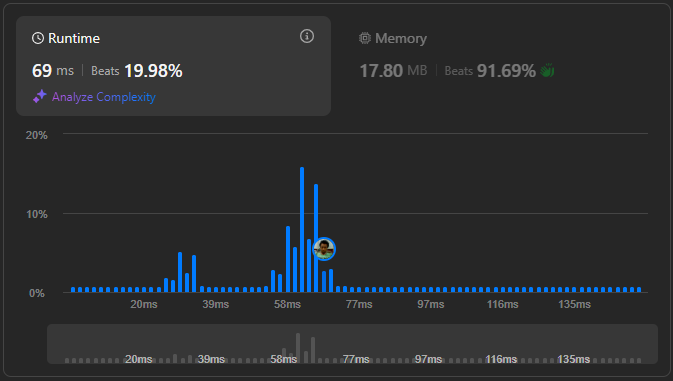 Runtime
69 ms | Beats 19.98%
Analyze Complexity
Memory
17.80 MB | Beats 91.69%
20%
10%
0%
20ms 39ms 58ms 77ms 97ms 116ms 135ms
20ms 39ms 58ms 77ms 97ms 116ms 135ms